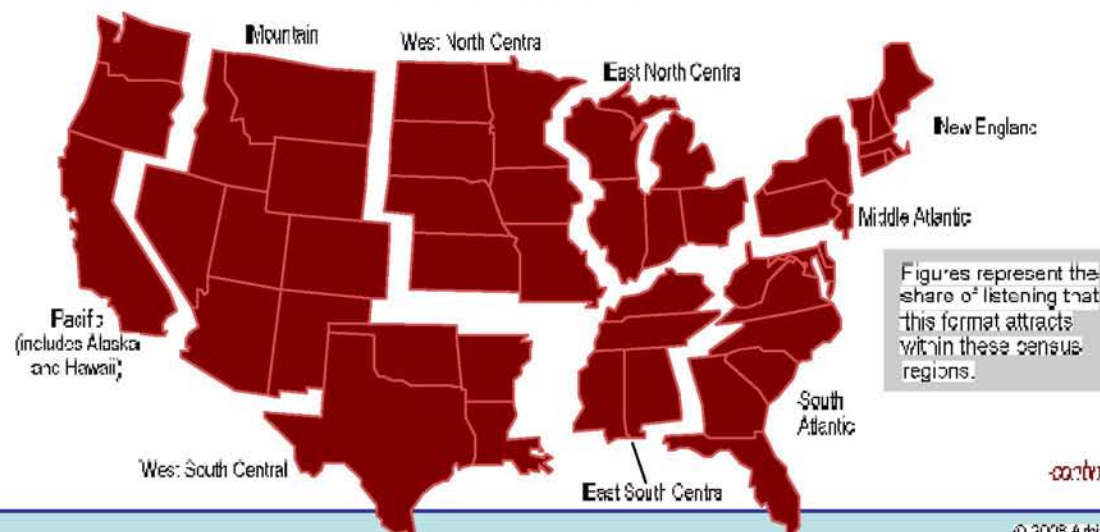 Mountain
West North Centra
East North Centra
New England
Middle Atlantic
Figures represent the
share of listening that
this format attracts
within these census
regions.
Pacific
(includes Alaska
and Hawaii)
South
Atlantic
West South Central
East South Centra
© 2008